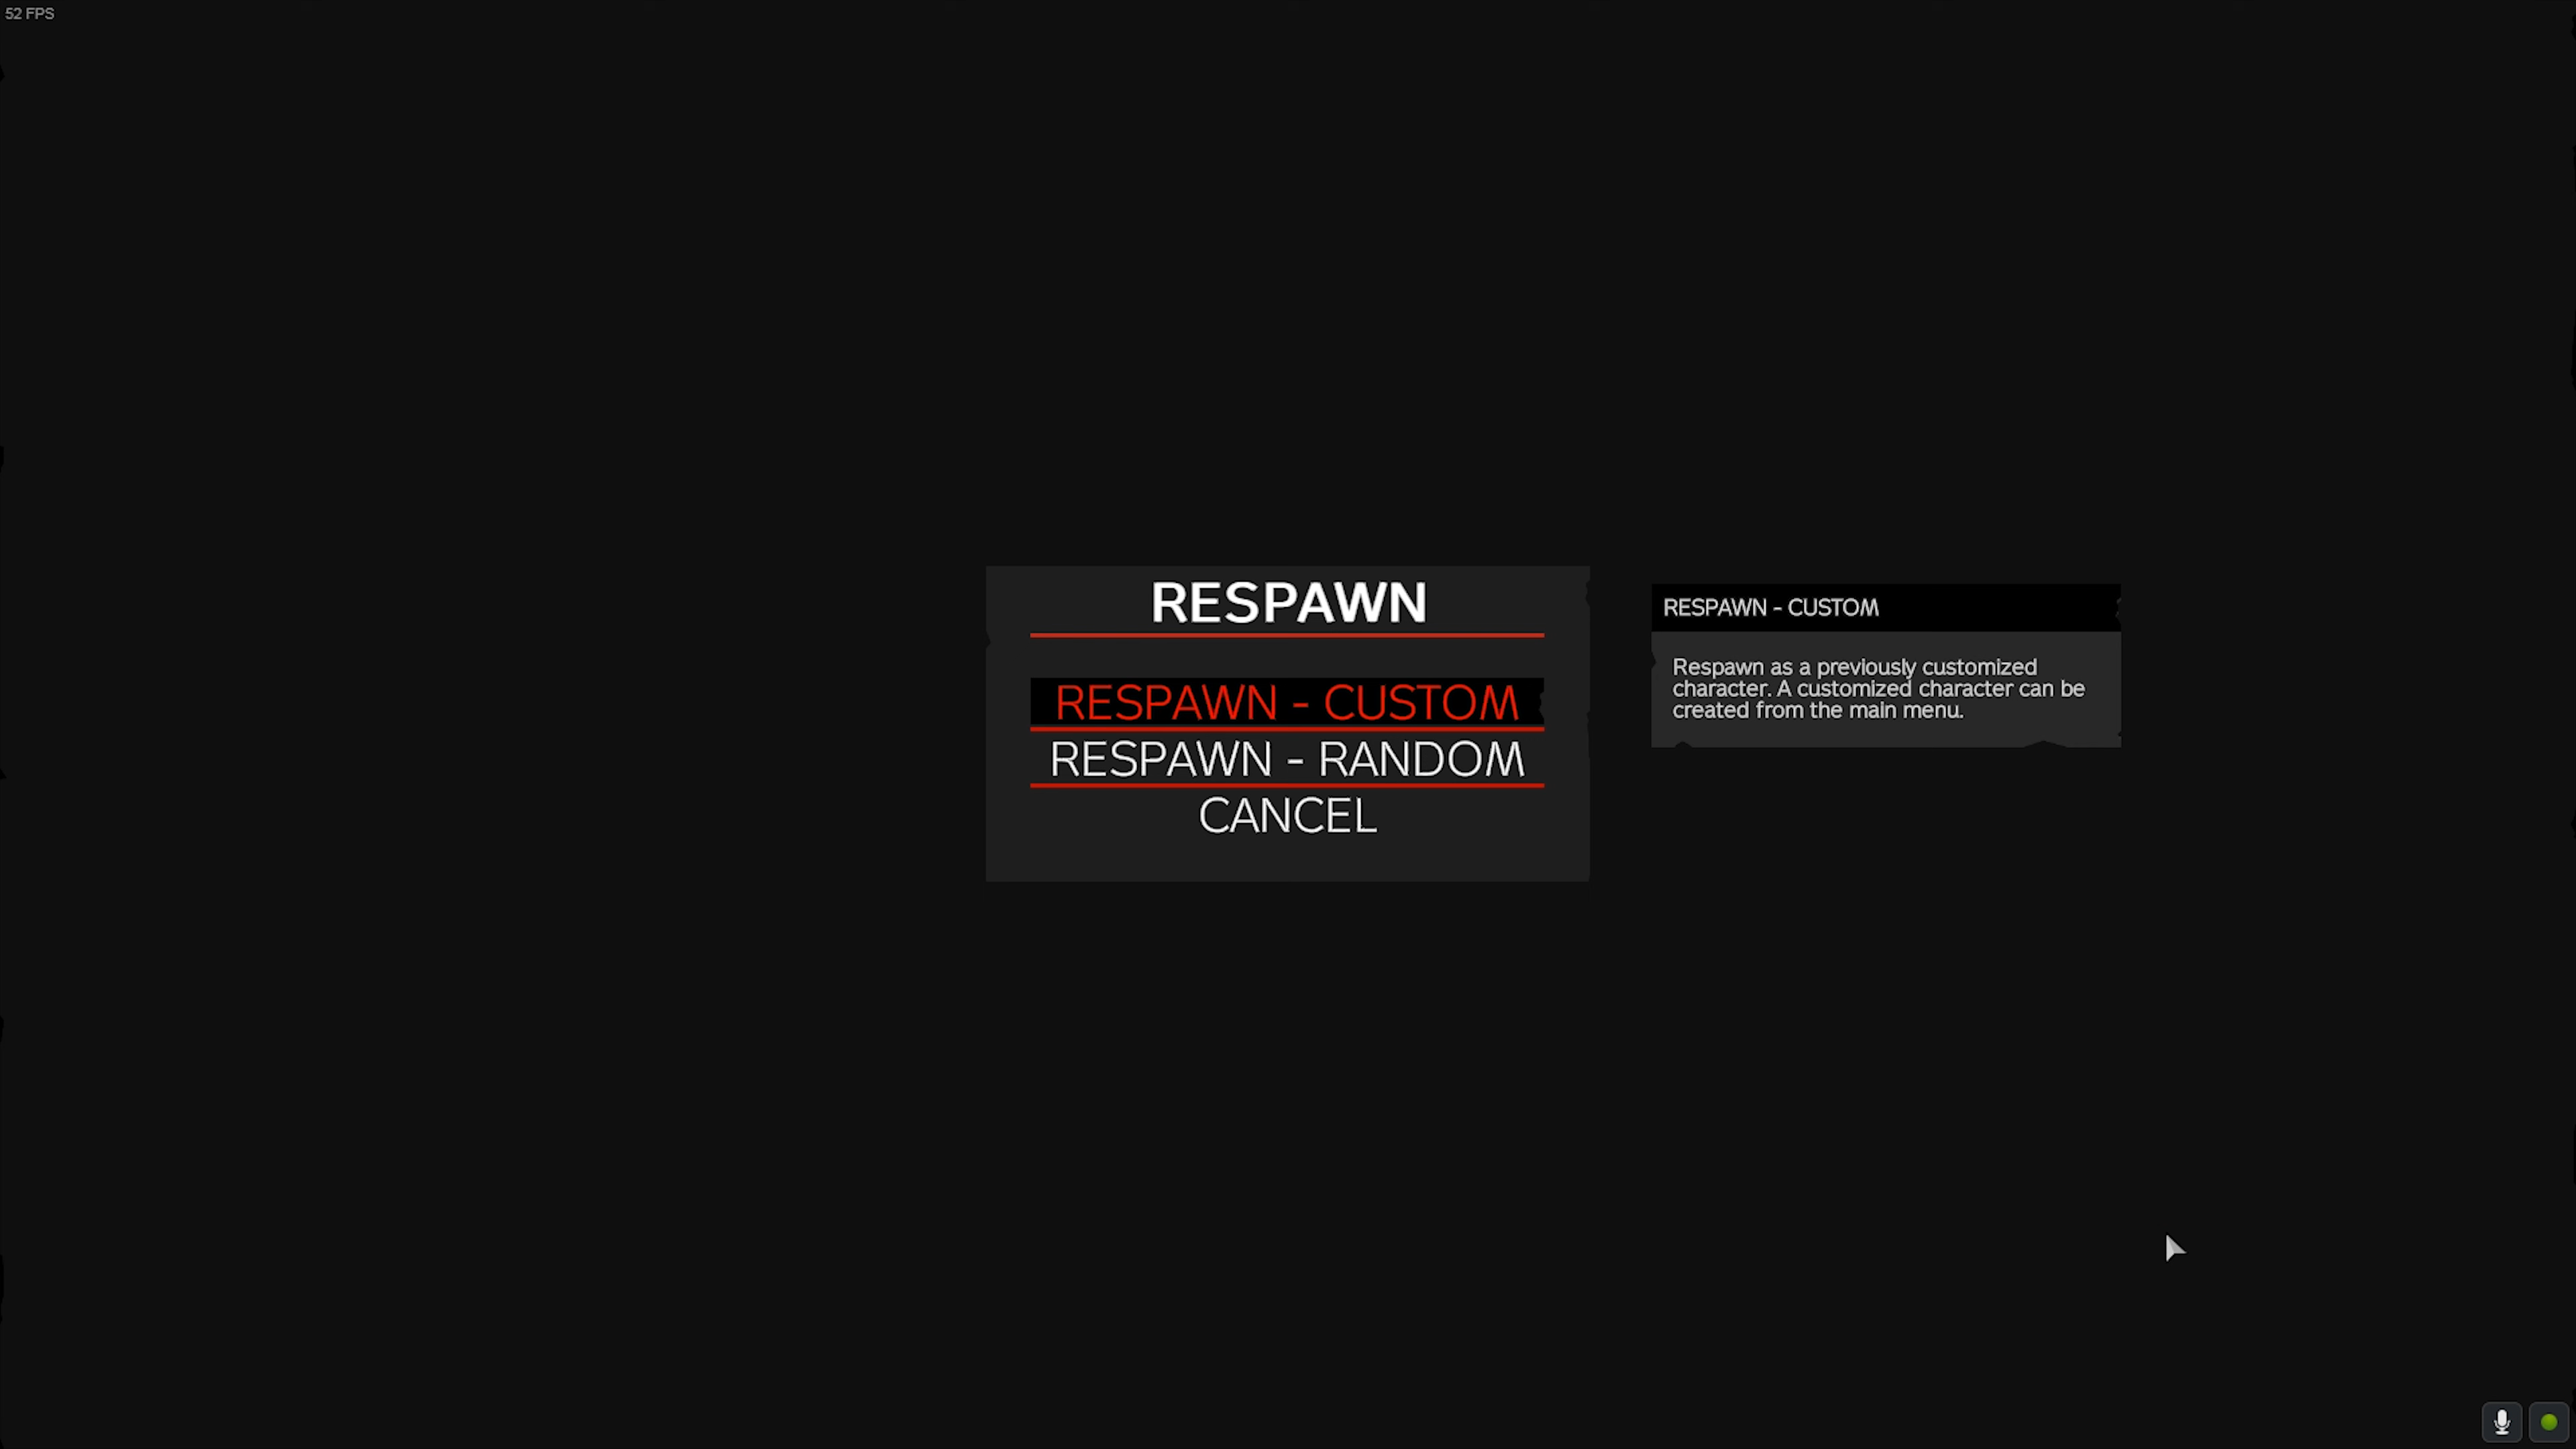 52 FPS
RESPAWN
RESPAWN - CUSTOM
RESPAWN - RANDOM
CANCEL
RESPAWN - CUSTOM
Respawn as a previously customized
character. A customized character can be
created from the main menu.